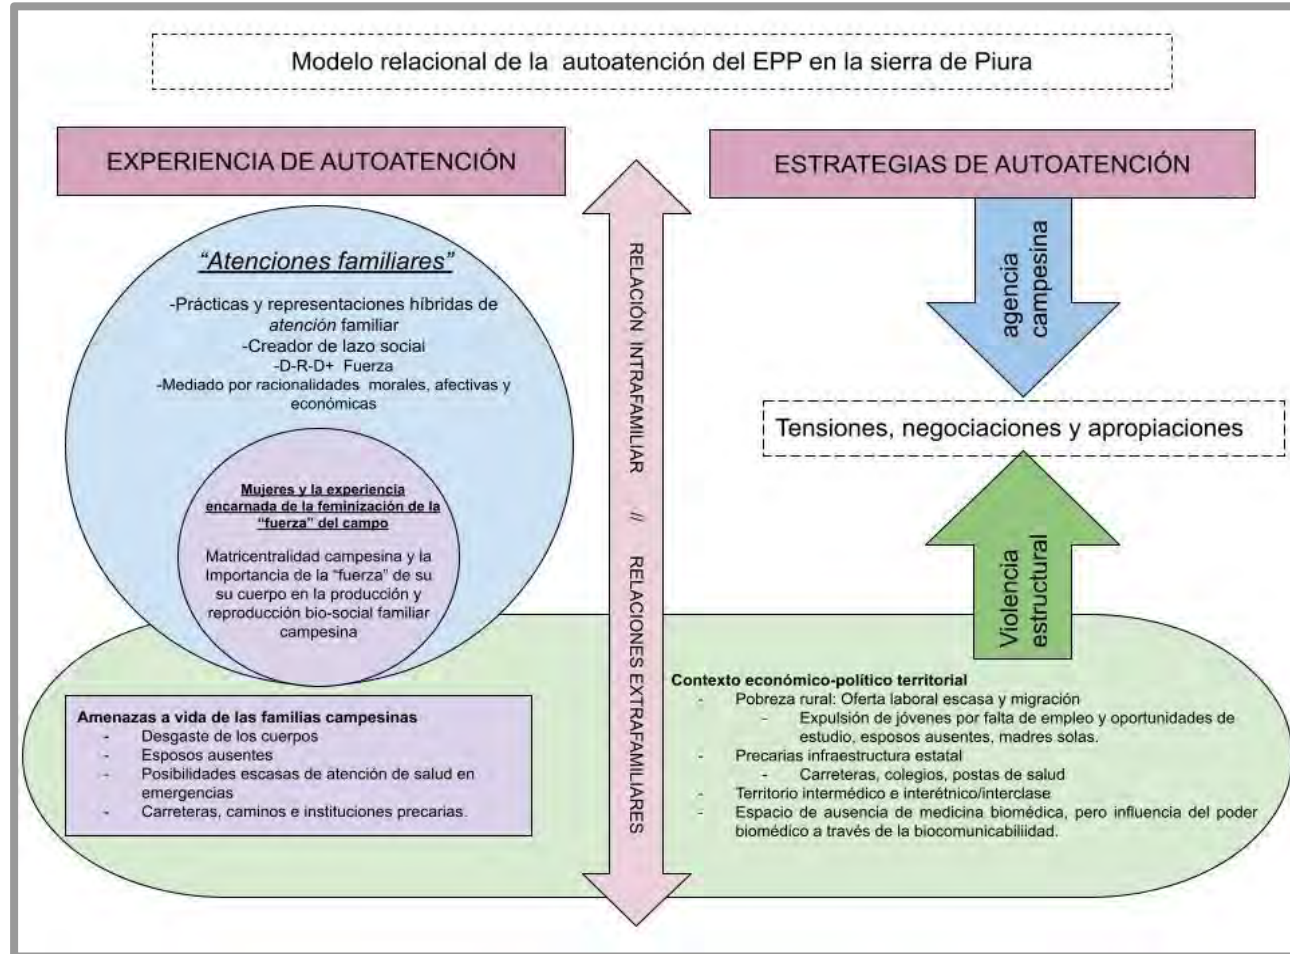 Modelo relacional de la autoatención del EPP en la sierra de Piura
EXPERIENCIA DE AUTOATENCIÓN
"Atenciones familiares"
-Prácticas y representaciones híbridas de
atención familiar
-Creador de lazo social
-D-R-D+ Fuerza
-Mediado por racionalidades morales, afectivas y
económicas
Mujeres y la experiencia
encarnada de la feminización de la
"fuerza" del campo
Matricentralidad campesina y la
Importancia de la "fuerza" de su
su cuerpo en la producción y
reproducción bio-social familiar
campesina
Amenazas a vida de las familias campesinas
- Desgaste de los cuerpos
- Esposos ausentes
- Posibilidades escasas de atención de salud en
emergencias
- Carreteras, caminos e instituciones precarias.
RELACIÓN INTRAFAMILIAR // RELACIONES EXTRAFAMILIARES
ESTRATEGIAS DE AUTOATENCIÓN
agencia
campesina
Tensiones, negociaciones y apropiaciones
Violencia
estructural
Contexto económico-político territorial
- Pobreza rural: Oferta laboral escasa y migración
- Expulsión de jóvenes por falta de empleo y oportunidades de
estudio, esposos ausentes, madres solas.
- Precarias infraestructura estatal
- Carreteras, colegios, postas de salud
- Territorio intermédico e interétnico/interclase
- Espacio de ausencia de medicina biomédica, pero influencia del poder
biomédico a través de la biocomunicabiliidad.